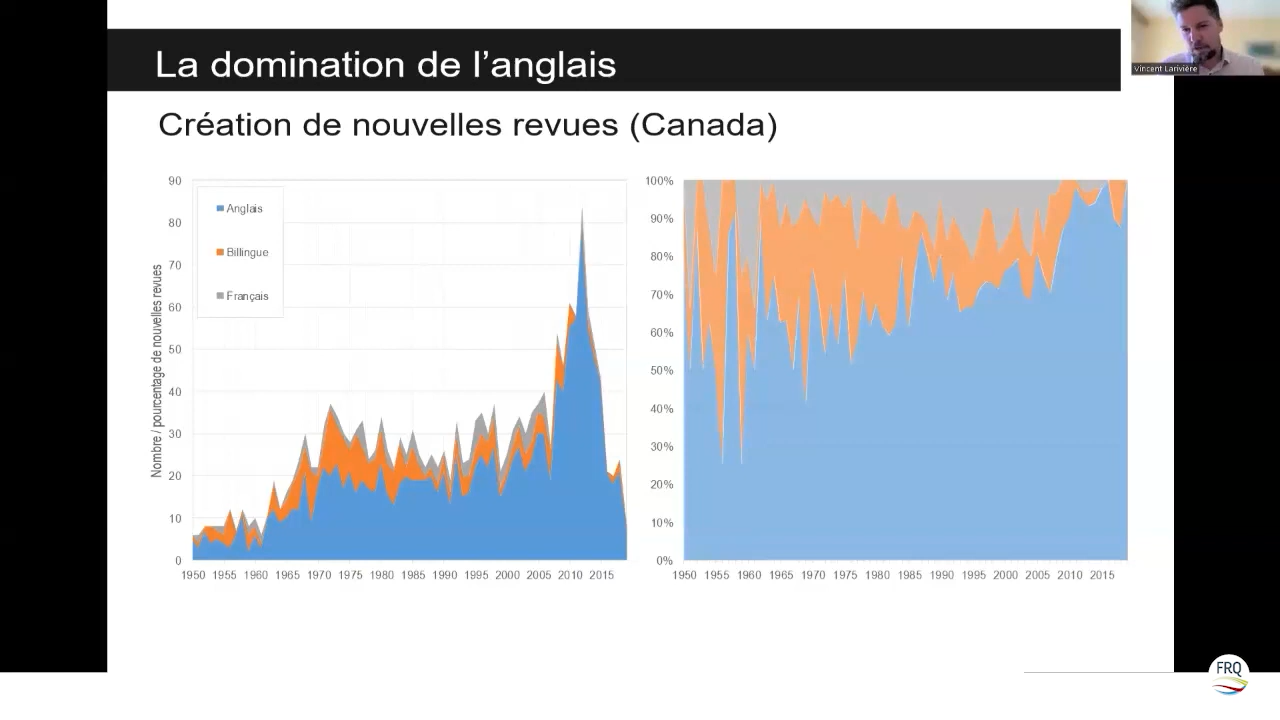 La domination de l’anglais
Vincent Larivière
Création de nouvelles revues (Canada)
Nombre / pourcentage de nouvelles revues
90
80
70
60
50
40
30
20
10
0
Anglais
Billingue
Français
1950 1955 1960 1965 1970 1975 1980 1985 1990 1995 2000 2005 2010 2015
100%
90%
80%
70%
60%
50%
40%
30%
20%
10%
0%
1950 1955 1960 1965 1970 1975 1980 1985 1990 1995 2000 2005 2010 2015
FRQ